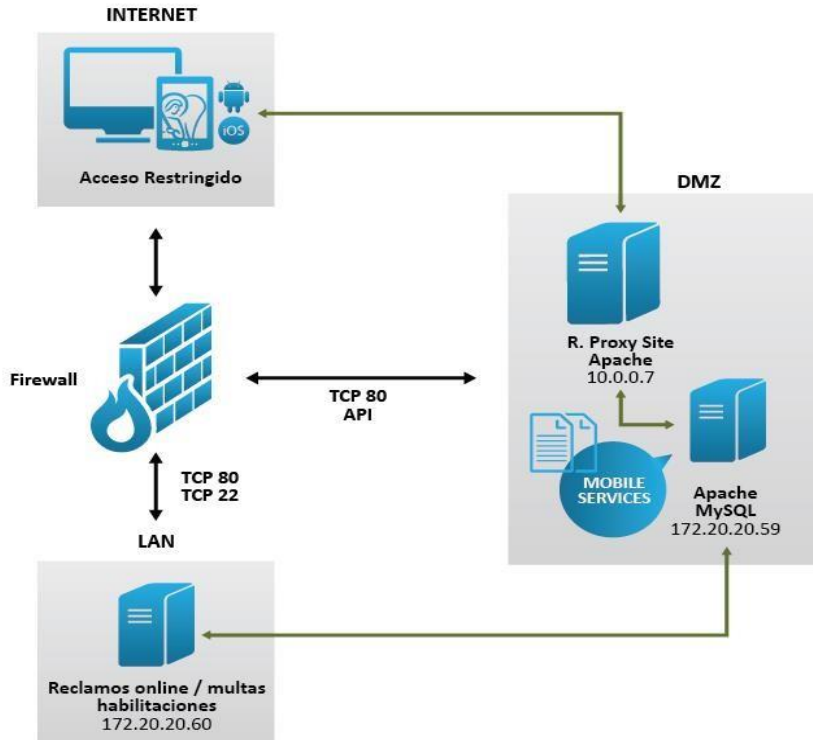 INTERNET
iOS
Acceso Restringido
DMZ
R. Proxy Site
Apache
10.0.0.7
Firewall
TCP 80
API
MOBILE
SERVICES
Apache
MySQL
172.20.20.59
TCP 80
TCP 22
LAN
Reclamos online / multas
habilitaciones
172.20.20.60